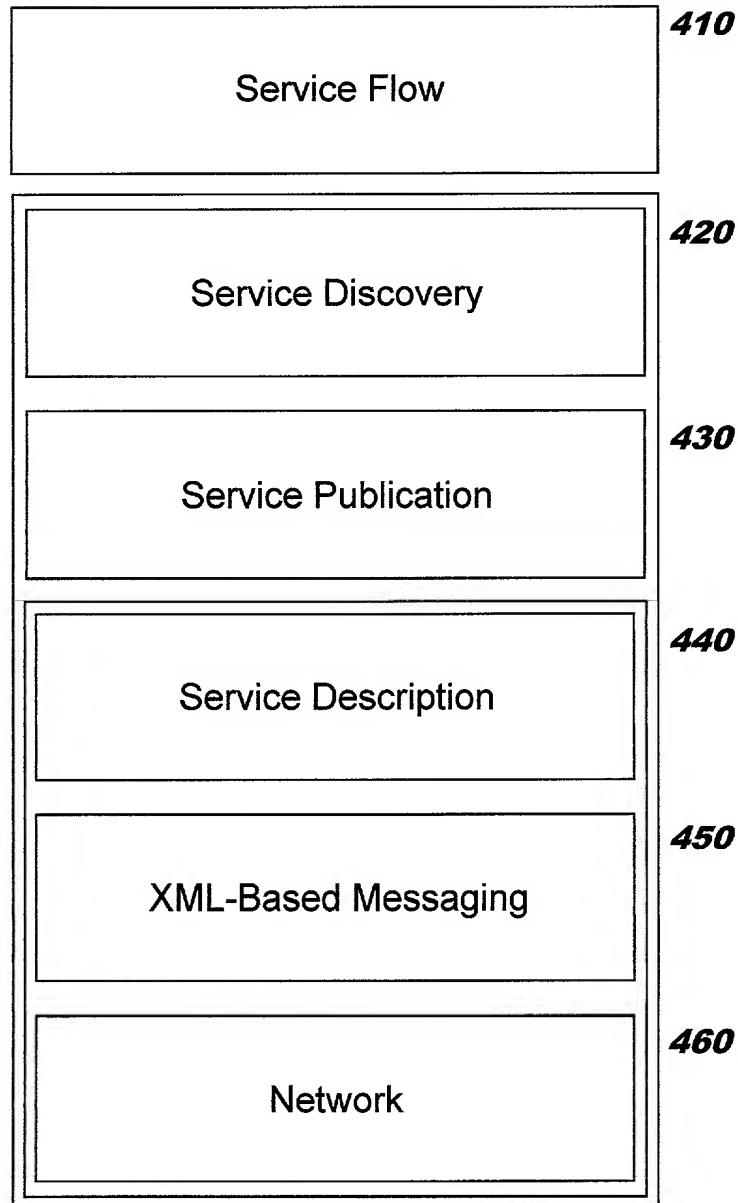 410
Service Flow
420
Service Discovery
430
Service Publication
440
Service Description
450
XML-Based Messaging
460
Network